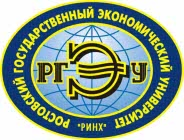 РОСТОВСКИЙ ГОСУДАРСТВЕННЫЙ ЭКОНОМИЧЕСКИЙ УНИВЕРСИТЕТ
РГЭУ
"РИНХ"